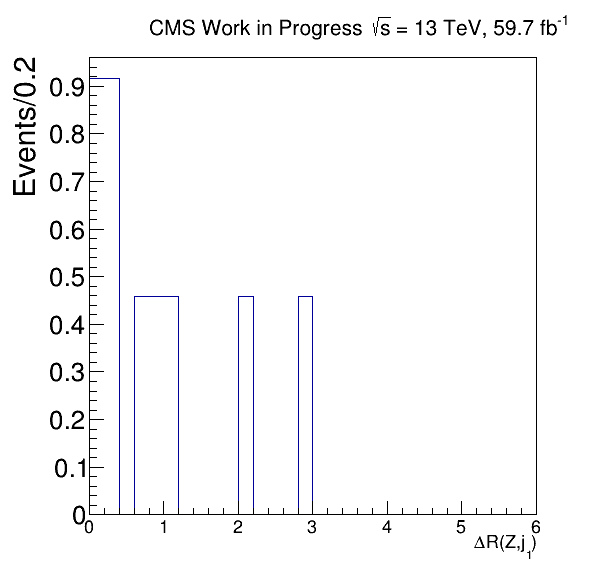 CMS Work in Progress √s = 13 TeV, 59.7 fb⁻¹
Events/0.2
0.9
0.8
0.7
0.6
0.5
0.4
0.3
0.2
0.1
0
0 1 2 3 4 5 6
ΔR(Z,j₁)